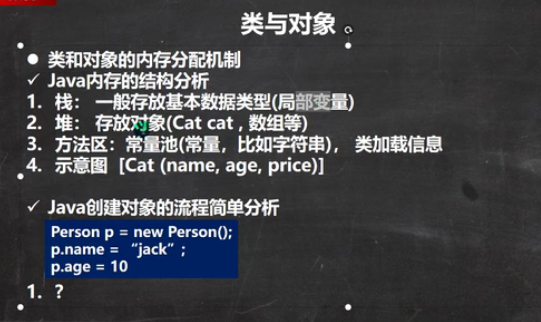 类与对象
● 类和对象的内存分配机制
✓ Java内存的结构分析
1. 栈： 一般存放基本数据类型(局部变量)
2. 堆： 存放对象(Cat cat , 数组等)
3. 方法区：常量池(常量，比如字符串)， 类加载信息
4. 示意图 [Cat (name, age, price)]
✓ Java创建对象的流程简单分析
Person p = new Person();
p.name = “jack”;
p.age = 10
1. ?